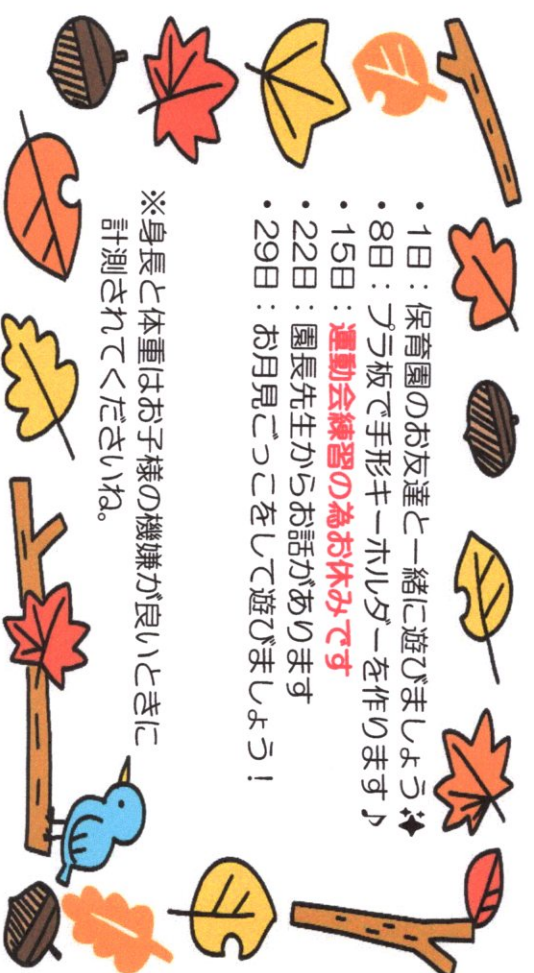 ・1日：保育園のお友達と一緒に遊びましょう✦
・8日：プラ板で手形キーホルダーを作ります♪
・15日：運動会練習の為お休みです
・22日：園長先生からお話があります
・29日：お月見ごっこをして遊びましょう！
※身長と体重はお子様の機嫌が良いときに
計測されてくださいね。